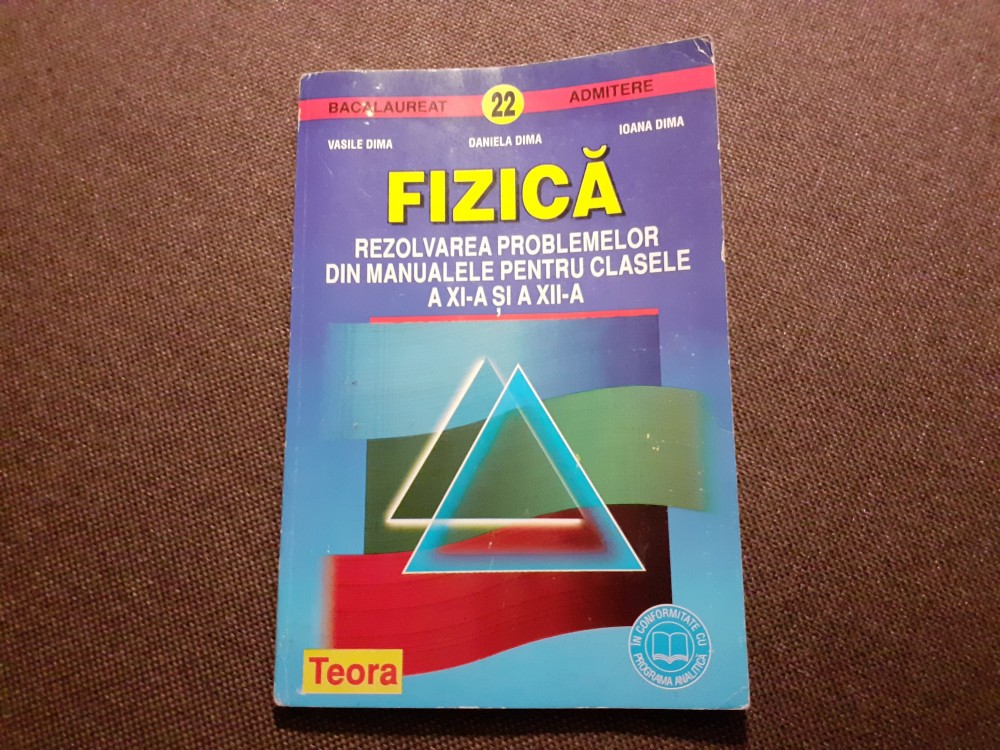 BACALAUREAT 22 ADMITERE
VASILE DIMA DANIELA DIMA IOANA DIMA
FIZICĂ
REZOLVAREA PROBLEMELOR
DIN MANUALELE PENTRU CLASELE
A XI-A ȘI A XII-A
Teora
ÎN CONFORMITATE CU
PROGRAMA ANALITICĂ